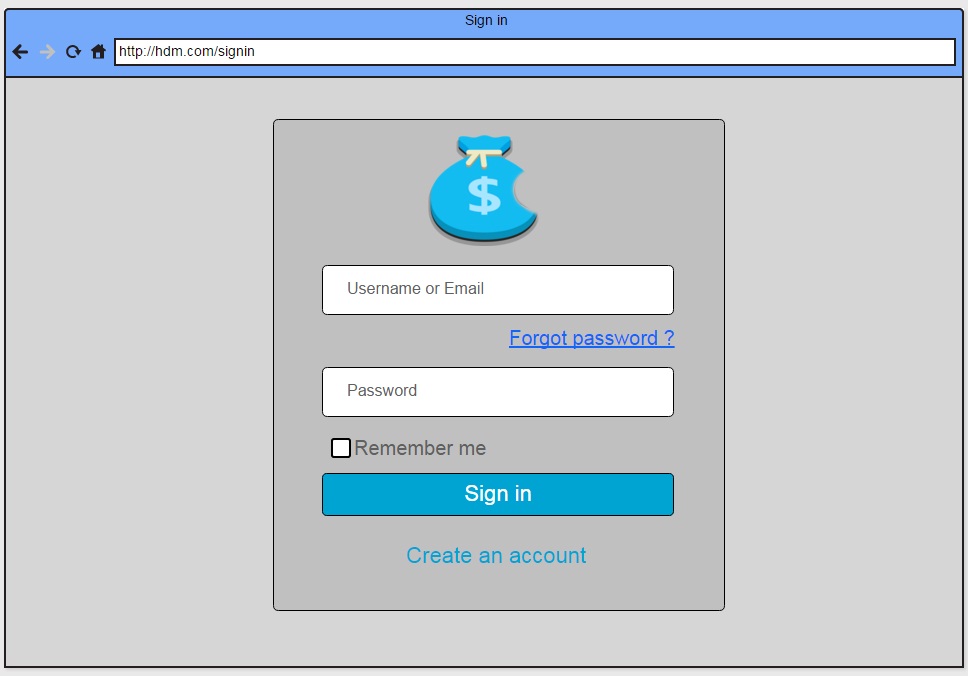 Sign in
http://hdm.com/signin
$
Username or Email
Forgot password ?
Password
Remember me
Sign in
Create an account